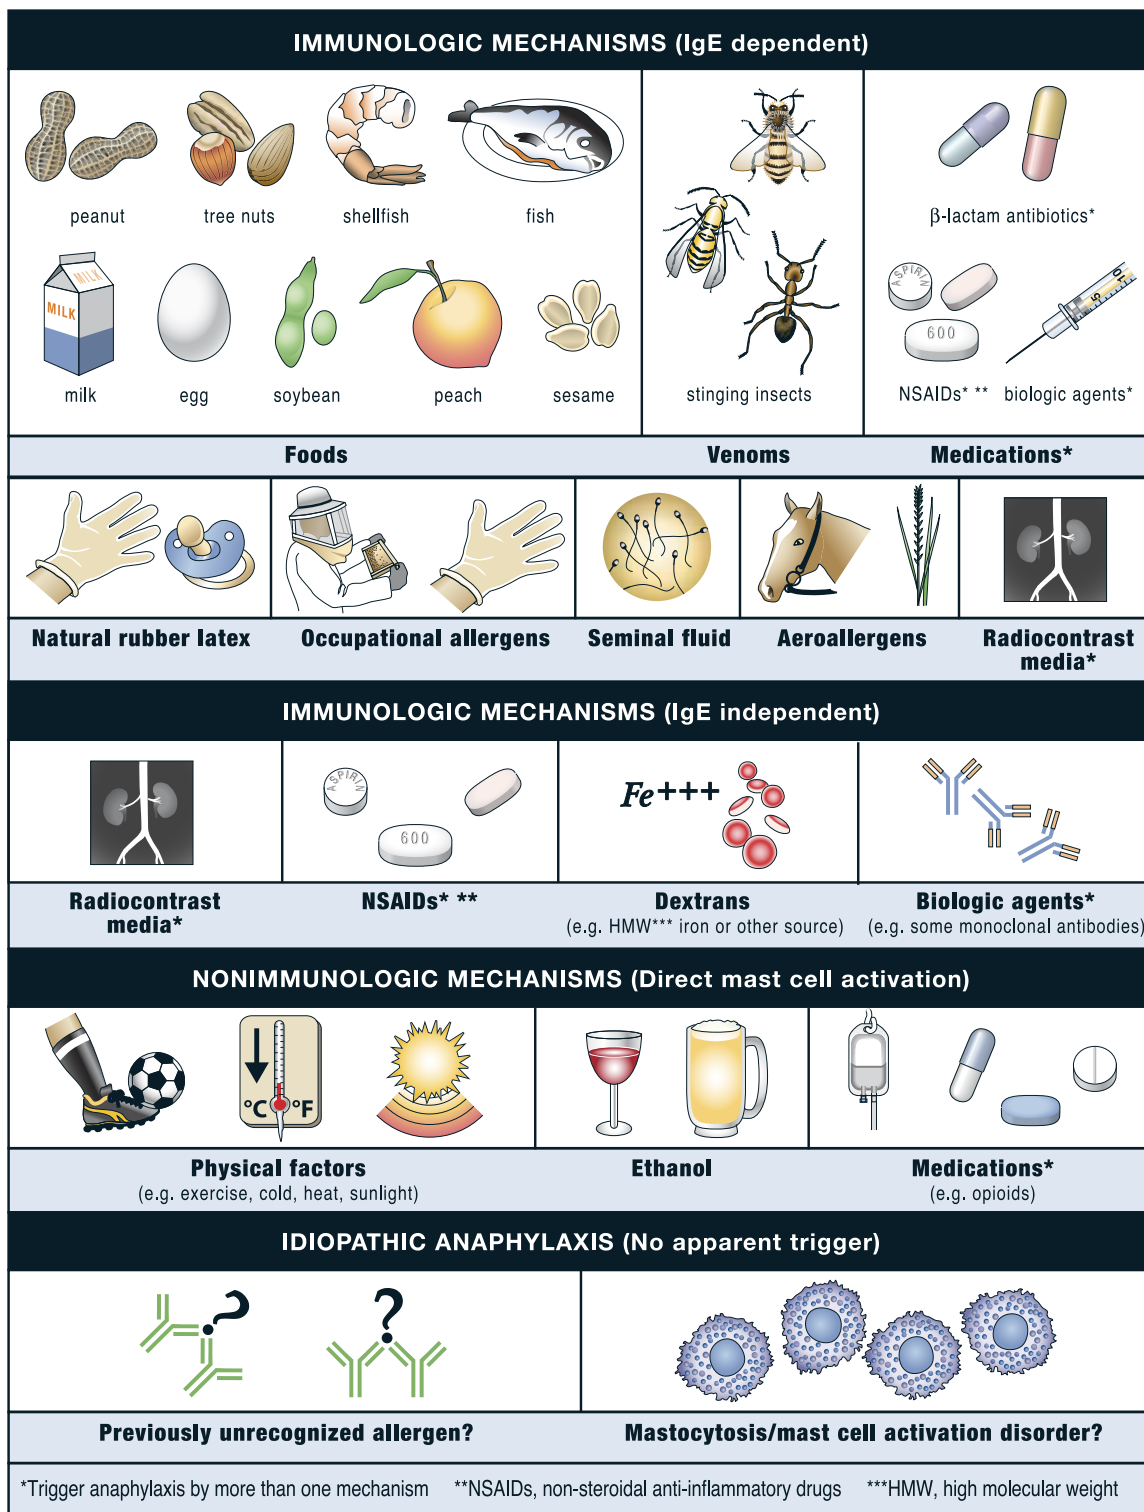 IMMUNOLOGIC MECHANISMS (IgE dependent)
peanut
tree nuts
shellfish
fish
MILK
MILK
milk
egg
soybean
peach
sesame
stinging insects
β-lactam antibiotics*
ASPIRIN
600
5
10
NSAIDs* **
biologic agents*
Foods
Venoms
Medications*
Natural rubber latex
Occupational allergens
Seminal fluid
Aeroallergens
Radiocontrast
media*
IMMUNOLOGIC MECHANISMS (IgE independent)
ASPIRIN
600
Fe+++
Radiocontrast
media*
NSAIDs* **
Dextrans
(e.g. HMW*** iron or other source)
Biologic agents*
(e.g. some monoclonal antibodies)
NONIMMUNOLOGIC MECHANISMS (Direct mast cell activation)
°C °F
Physical factors
(e.g. exercise, cold, heat, sunlight)
Ethanol
Medications*
(e.g. opioids)
IDIOPATHIC ANAPHYLAXIS (No apparent trigger)
?
?
Previously unrecognized allergen?
Mastocytosis/mast cell activation disorder?
*Trigger anaphylaxis by more than one mechanism **NSAIDs, non-steroidal anti-inflammatory drugs ***HMW, high molecular weight